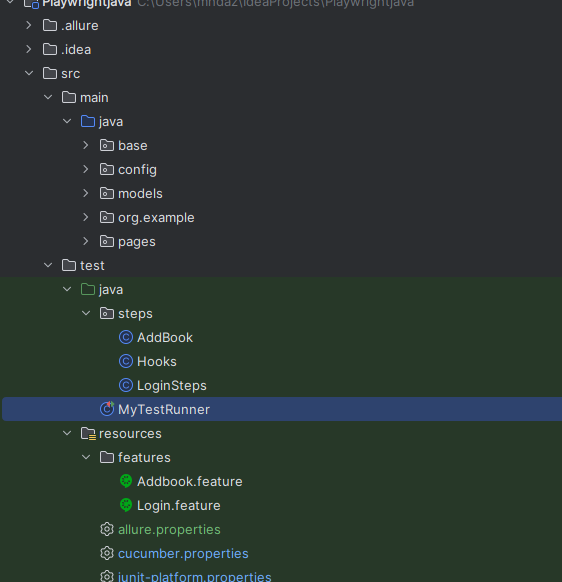 Playwrightjava C:\Users\mhdaz\IdeaProjects\Playwrightjava
.allure
.idea
src
main
java
base
config
models
org.example
pages
test
java
steps
AddBook
Hooks
LoginSteps
MyTestRunner
resources
features
Addbook.feature
Login.feature
allure.properties
cucumber.properties
junit-platform.properties